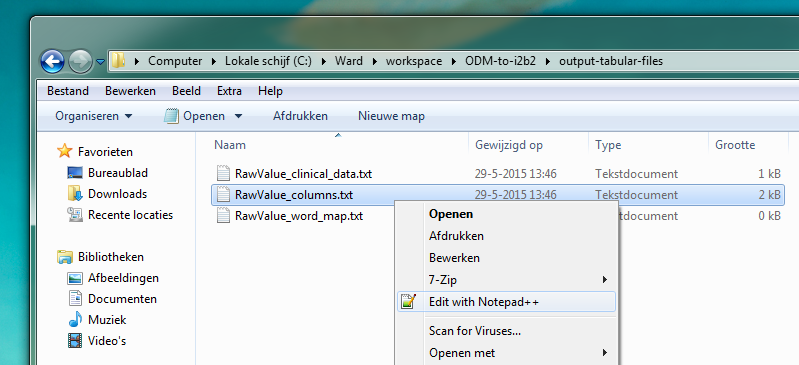 Computer Lokale schijf (C:) Ward workspace ODM-to-i2b2 output-tabular-files
Bestand Bewerken Beeld Extra Help
Organiseren Openen Afdrukken Nieuwe map
Favorieten
Bureaublad
Downloads
Recente locaties
Bibliotheken
Afbeeldingen
Documenten
Muziek
Video's
Naam Gewijzigd op Type Grootte
RawValue_clinical_data.txt 29-5-2015 13:46 Tekstdocument 1 kB
RawValue_columns.txt 29-5-2015 13:46 Tekstdocument 2 kB
RawValue_word_map.txt tdocument 0 kB
Openen
Afdrukken
Bewerken
7-Zip
Edit with Notepad++
Scan for Viruses...
Openen met